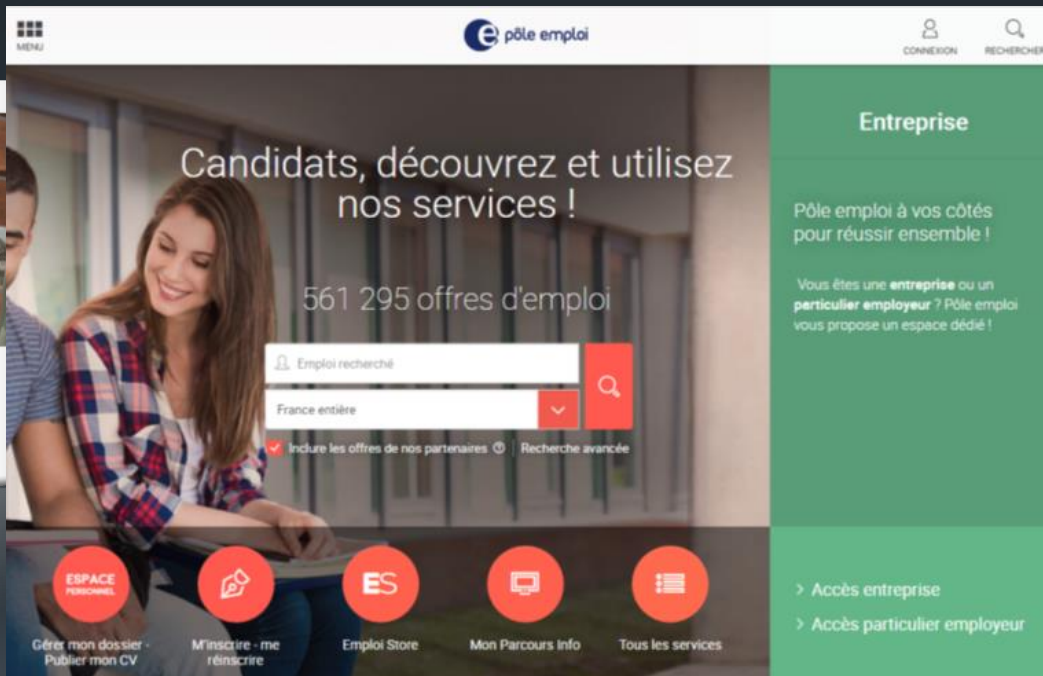 MENU
pôle emploi
CONNEXION
RECHERCHER
Candidats, découvrez et utilisez
nos services !
561 295 offres d'emploi
Emploi recherché
France entière
Inclure les offres de nos partenaires ? | Recherche avancée
ESPACE
PERSONNEL
Gérer mon dossier -
Publier mon CV
M'inscrire - me
réinscrire
ES
Emploi Store
Mon Parcours Info
Tous les services
Entreprise
Pôle emploi à vos côtés
pour réussir ensemble !
Vous êtes une entreprise ou un
particulier employeur ? Pôle emploi
vous propose un espace dédié !
> Accès entreprise
> Accès particulier employeur